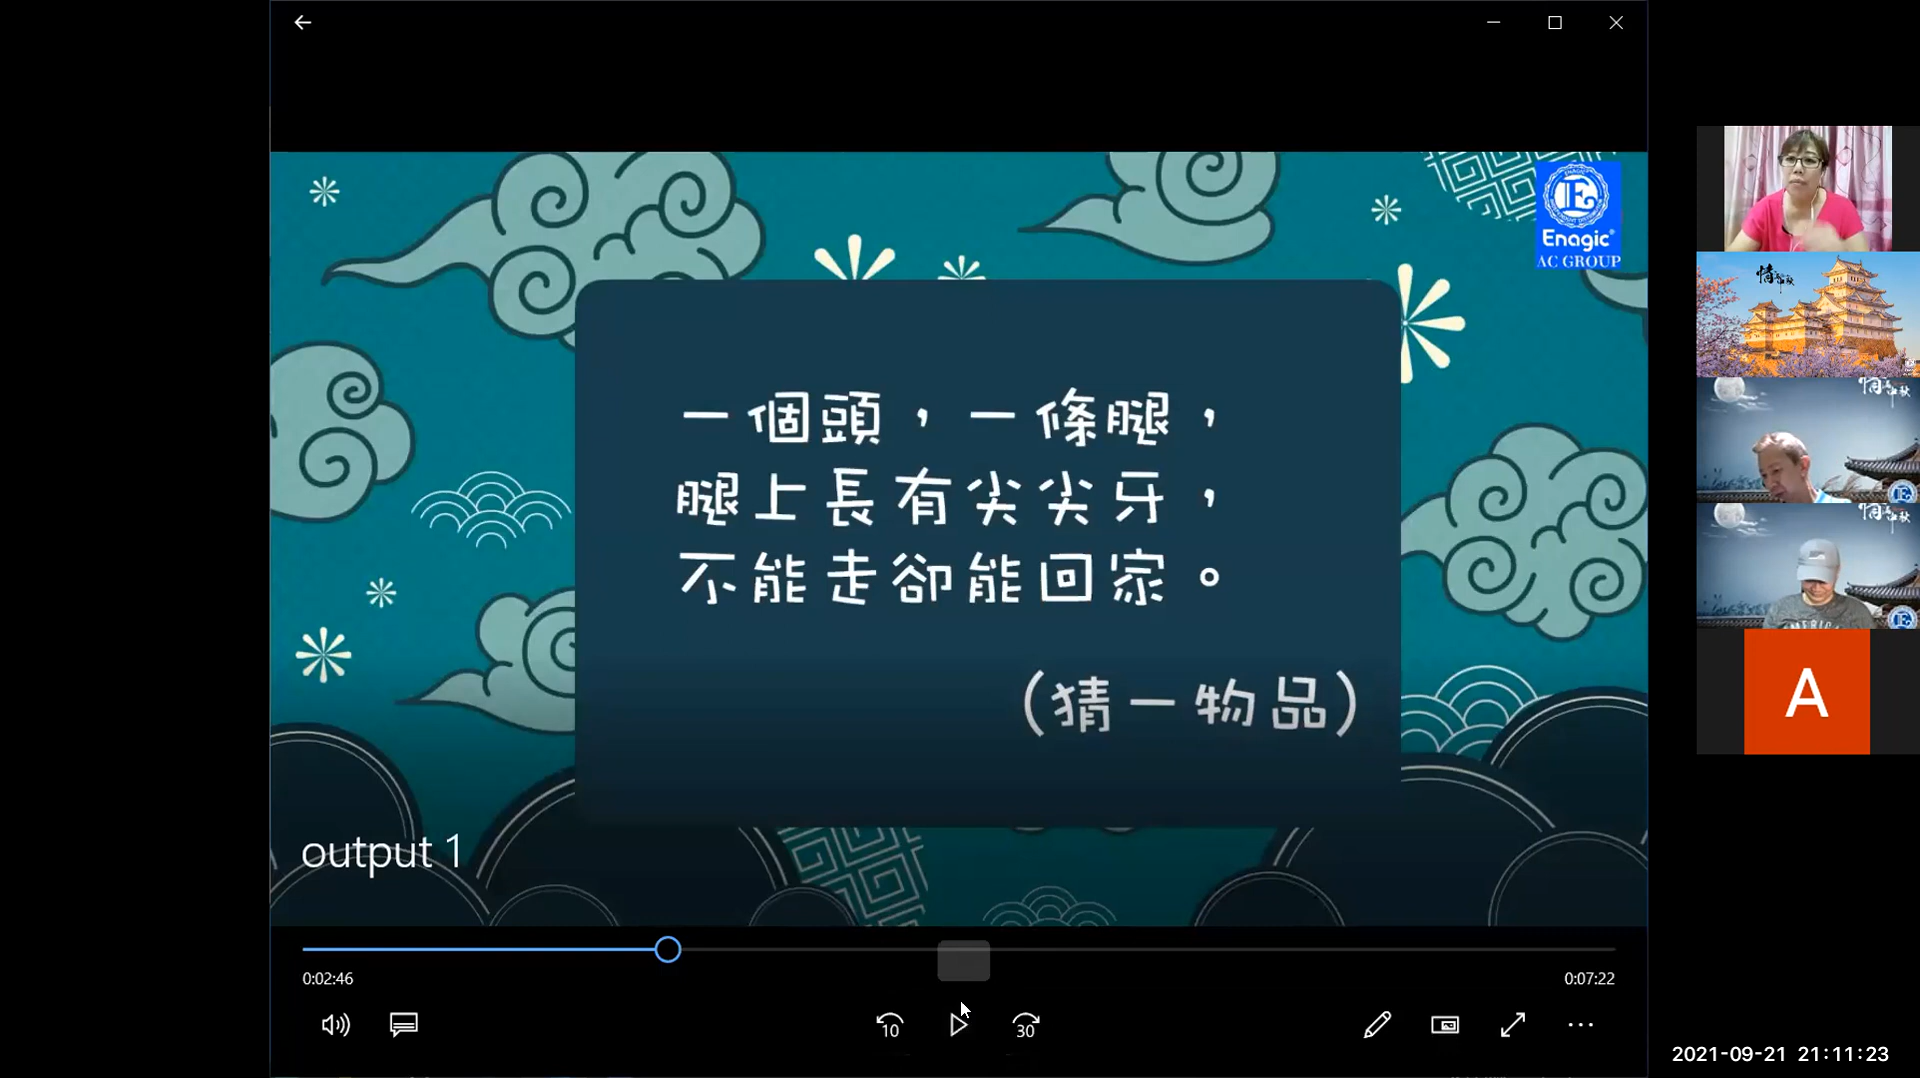 Enagic®
AC GROUP
一個頭，一條腿，
腿上長有尖尖牙，
不能走卻能回家。
（猜一物品）
output 1
0:02:46
0:07:22
10
30
A
2021-09-21 21:11:23